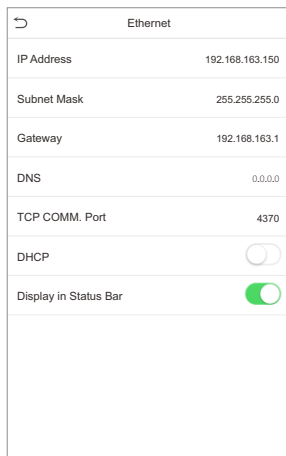 Ethernet
IP Address 192.168.163.150
Subnet Mask 255.255.255.0
Gateway 192.168.163.1
DNS 0.0.0.0
TCP COMM. Port 4370
DHCP
Display in Status Bar